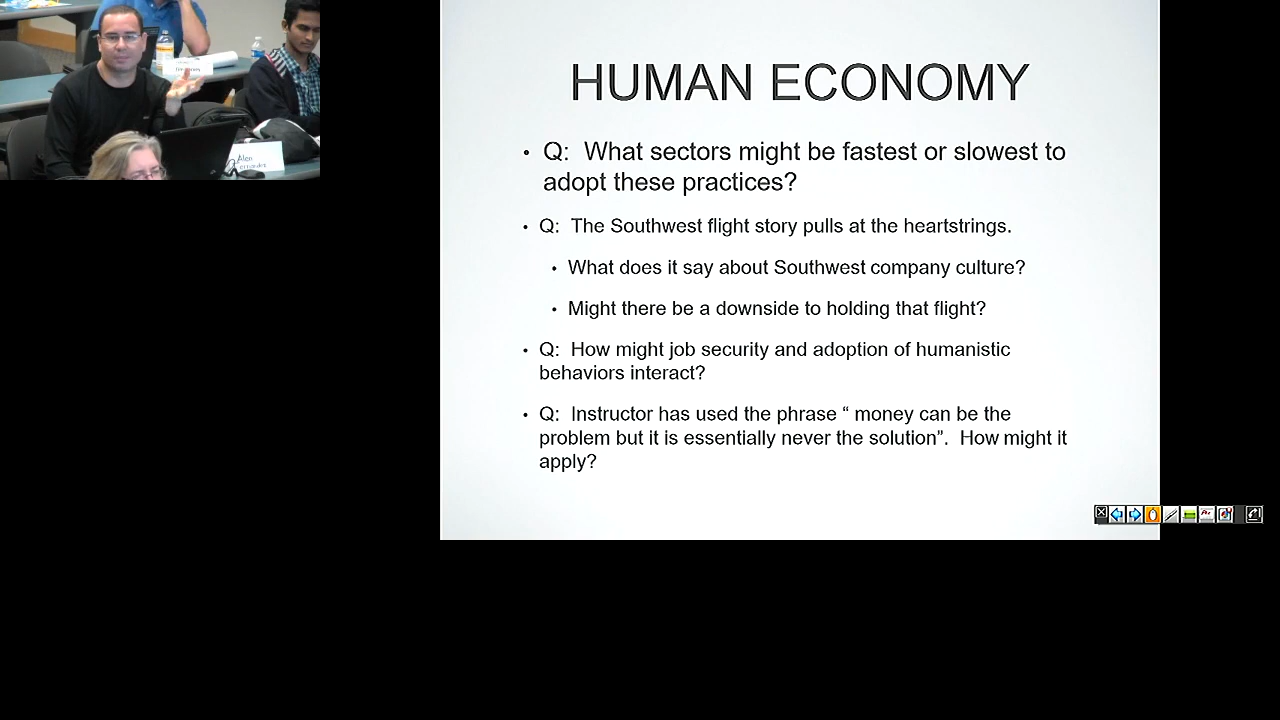 Alen
HUMAN ECONOMY
• Q: What sectors might be fastest or slowest to
adopt these practices?
• Q: The Southwest flight story pulls at the heartstrings.
• What does it say about Southwest company culture?
• Might there be a downside to holding that flight?
• Q: How might job security and adoption of humanistic
behaviors interact?
• Q: Instructor has used the phrase “ money can be the
problem but it is essentially never the solution”. How might it
apply?